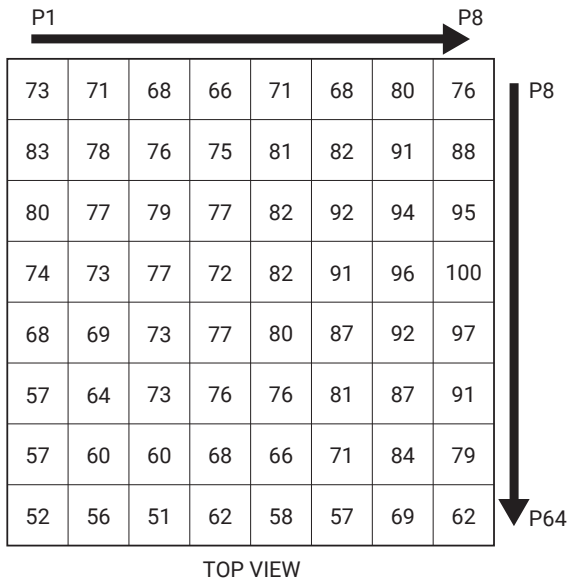 P1 P8
73 71 68 66 71 68 80 76 P8
83 78 76 75 81 82 91 88
80 77 79 77 82 92 94 95
74 73 77 72 82 91 96 100
68 69 73 77 80 87 92 97
57 64 73 76 76 81 87 91
57 60 60 68 66 71 84 79
52 56 51 62 58 57 69 62 P64
TOP VIEW